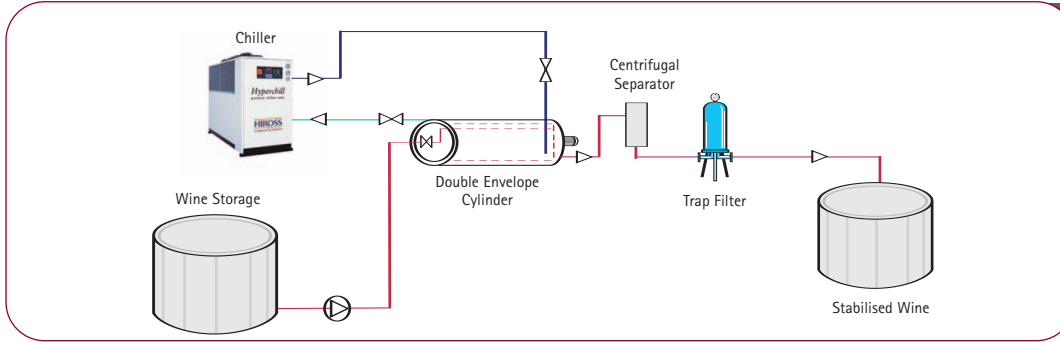 Chiller
Hyperchill
HIROSS
Centrifugal
Separator
Double Envelope
Cylinder
Trap Filter
Wine Storage
Stabilised Wine